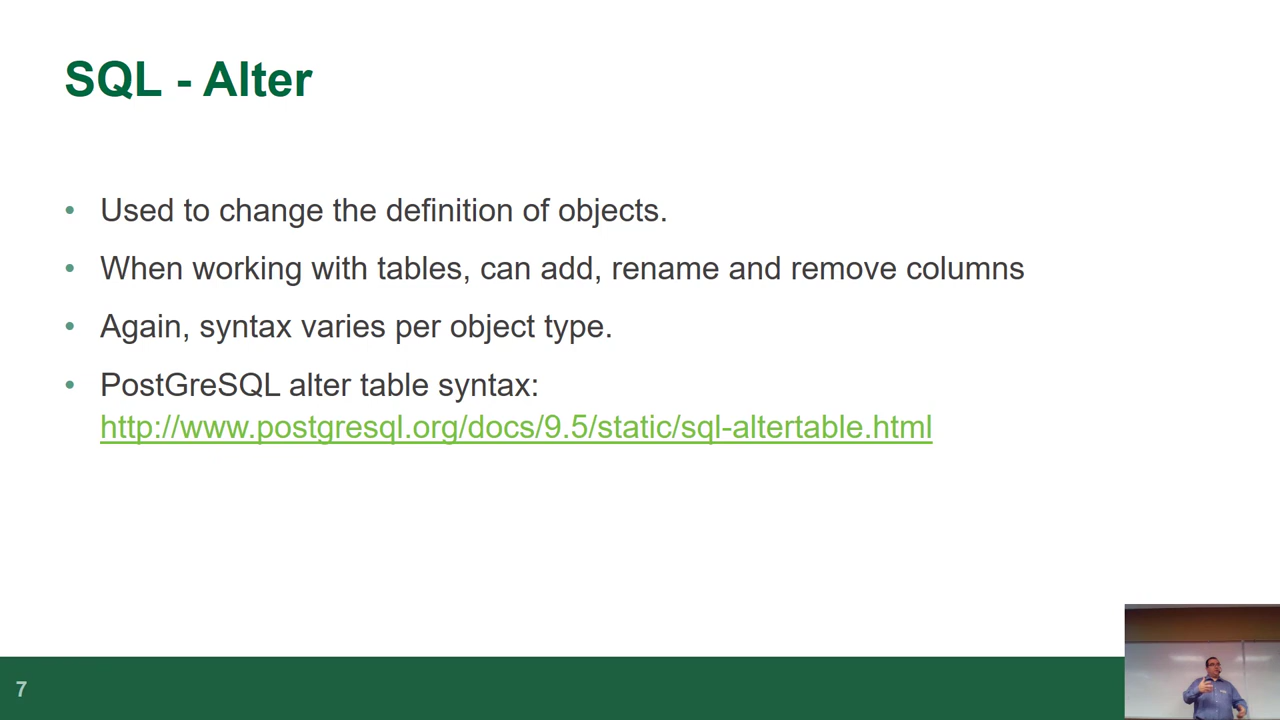 SQL - Alter
• Used to change the definition of objects.
• When working with tables, can add, rename and remove columns
• Again, syntax varies per object type.
• PostGreSQL alter table syntax:
http://www.postgresql.org/docs/9.5/static/sql-altertable.html
7